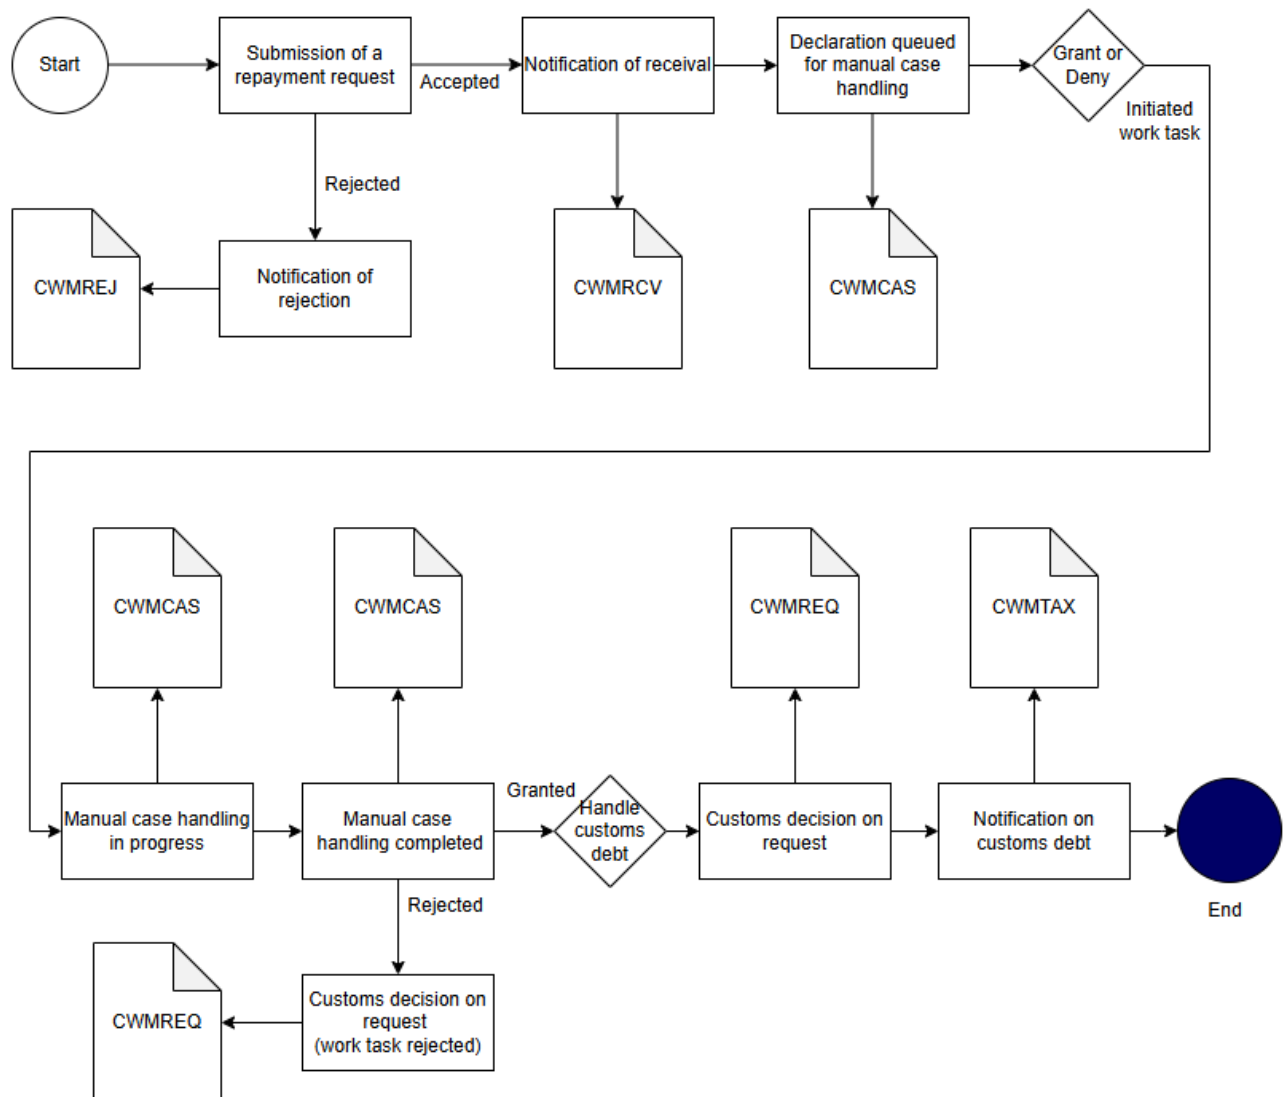 Start
Submission of a
repayment request
Accepted
Notification of receival
Declaration queued
for manual case
handling
Grant or
Deny
Initiated
work task
Rejected
CWMREJ
Notification of
rejection
CWMRCV
CWMCAS
CWMCAS
CWMCAS
CWMREQ
CWMTAX
Manual case handling
in progress
Manual case
handling completed
Granted
Handle
customs
debt
Customs decision on
request
Notification on
customs debt
End
Rejected
CWMREQ
Customs decision on
request
(work task rejected)